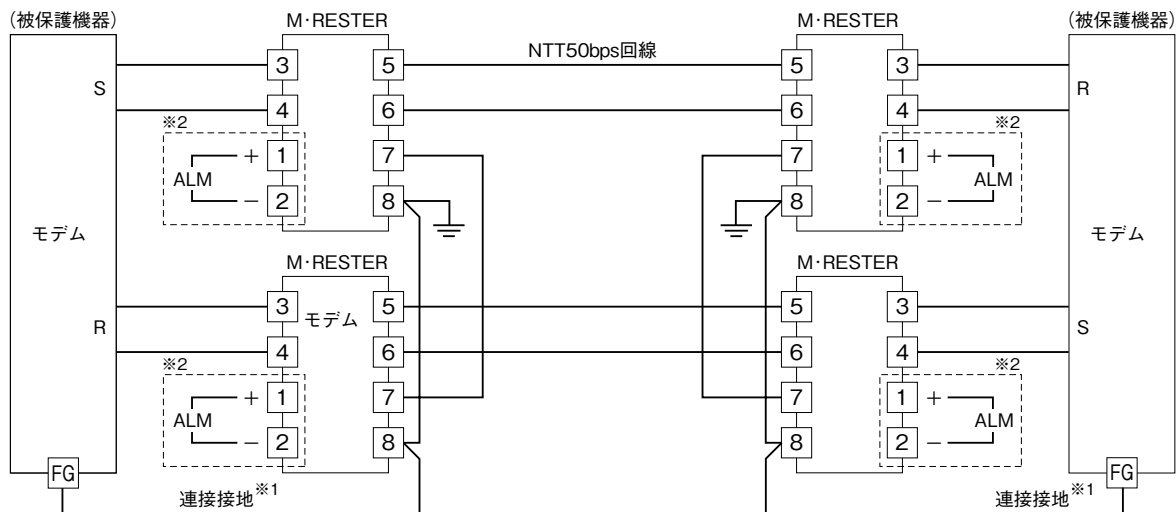 (被保護機器) M·RESTER M·RESTER (被保護機器)
3 5 NTT50bps回線 5 3
S R
4 6 6 4
※2 ※2
+ 1 7 7 1 +
ALM ALM
− 2 8 8 2 −
モデム モデム
M·RESTER M·RESTER
3 5 5 3
モデム
R S
4 6 6 4
※2 ※2
+ 1 7 7 1 +
ALM ALM
− 2 8 8 2 −
FG FG
連接接地※1 連接接地※1